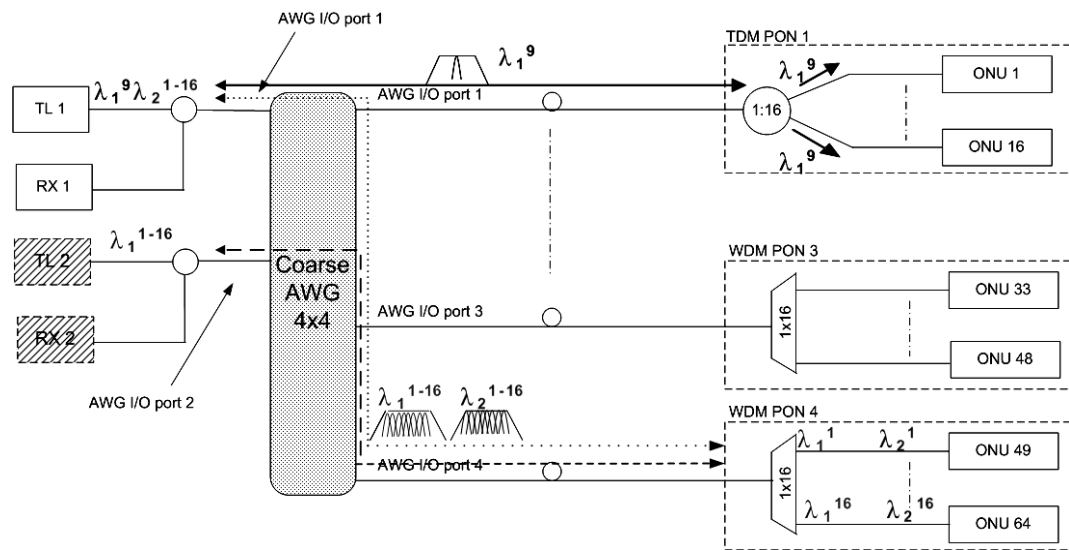 AWG I/O port 1
λ₁⁹
TDM PON 1
TL 1
λ₁⁹λ₂¹⁻¹⁶
AWG I/O port 1
1:16
λ₁⁹
ONU 1
RX 1
λ₁⁹
ONU 16
TL 2
λ₁¹⁻¹⁶
Coarse
AWG
4x4
WDM PON 3
RX 2
AWG I/O port 3
1x16
ONU 33
ONU 48
AWG I/O port 2
λ₁¹⁻¹⁶
λ₂¹⁻¹⁶
WDM PON 4
AWG I/O port 4
1x16
λ₁¹
λ₂¹
ONU 49
λ₁¹⁶
λ₂¹⁶
ONU 64